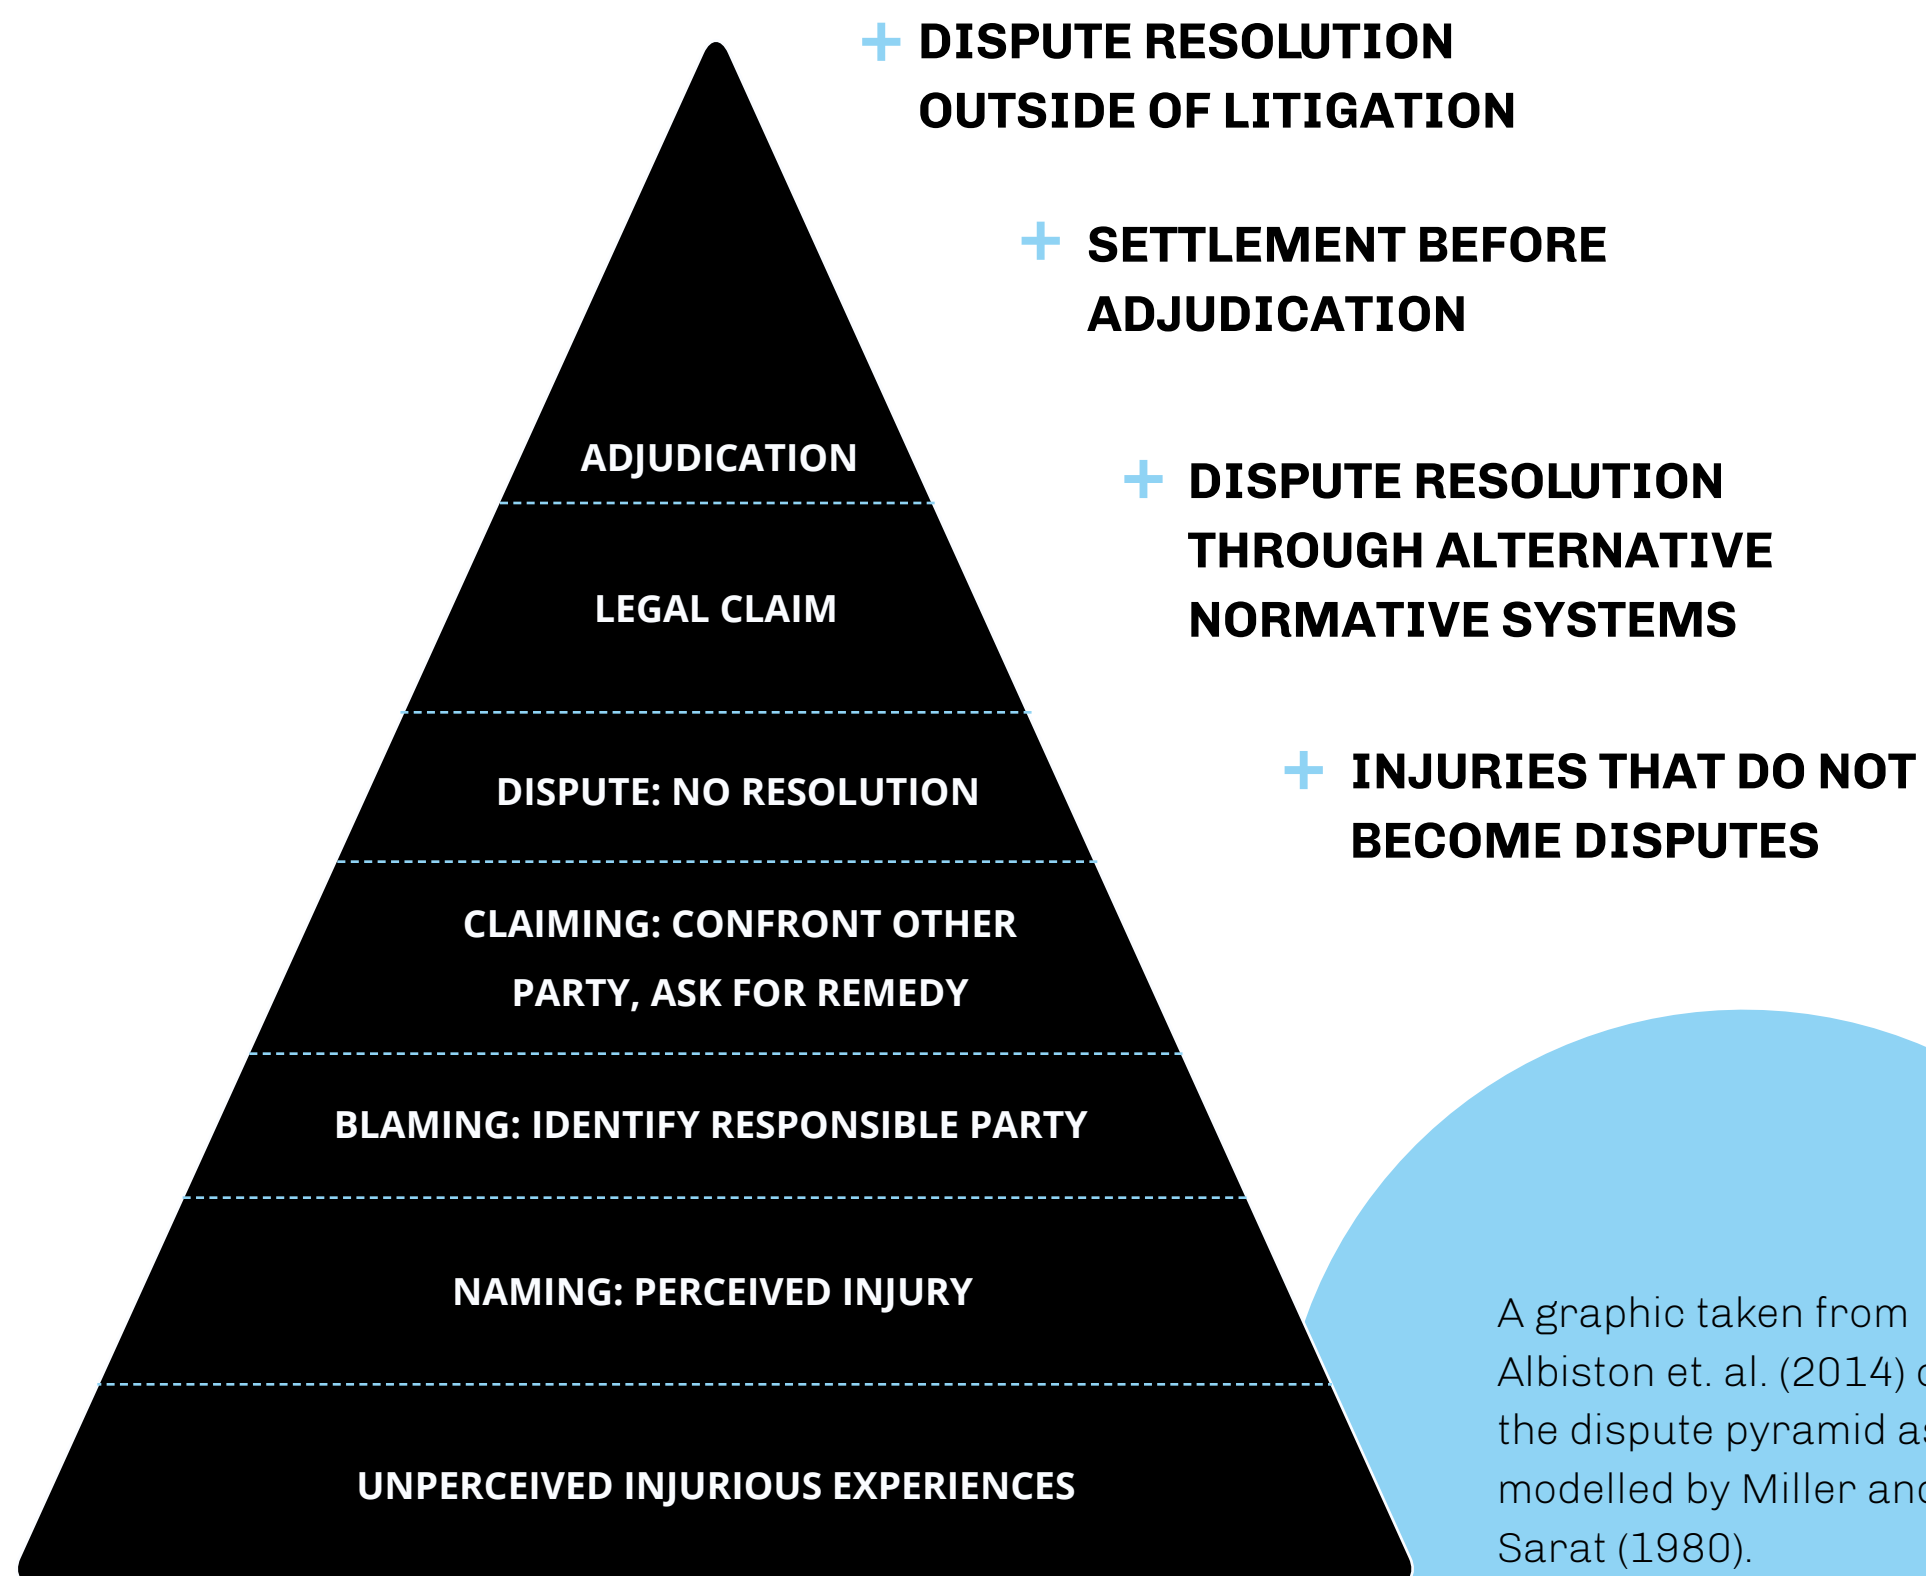 DISPUTE RESOLUTION
OUTSIDE OF LITIGATION
SETTLEMENT BEFORE
ADJUDICATION
DISPUTE RESOLUTION
THROUGH ALTERNATIVE
NORMATIVE SYSTEMS
INJURIES THAT DO NOT
BECOME DISPUTES
ADJUDICATION
LEGAL CLAIM
DISPUTE: NO RESOLUTION
CLAIMING: CONFRONT OTHER
PARTY, ASK FOR REMEDY
BLAMING: IDENTIFY RESPONSIBLE PARTY
NAMING: PERCEIVED INJURY
UNPERCEIVED INJURIOUS EXPERIENCES
A graphic taken from
Albiston et. al. (2014)
the dispute pyramid as
modelled by Miller and
Sarat (1980).